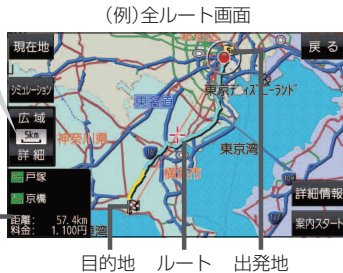 (例)全ルート画面
現在地
戻 る
シミュレーション
東京ディズニーランド
東名道
広 域
5km
詳 細
神奈川県
東京湾
横浜市
戸塚
京橋
詳細情報
距離: 57.4km
料金: 1,100円
案内スタート
目的地 ルート 出発地